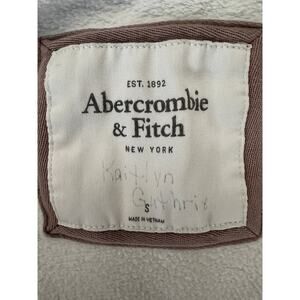 EST. 1892
Abercrombie
& Fitch
NEW YORK
Kaitlyn
Guthrie
S
MADE IN VIETNAM